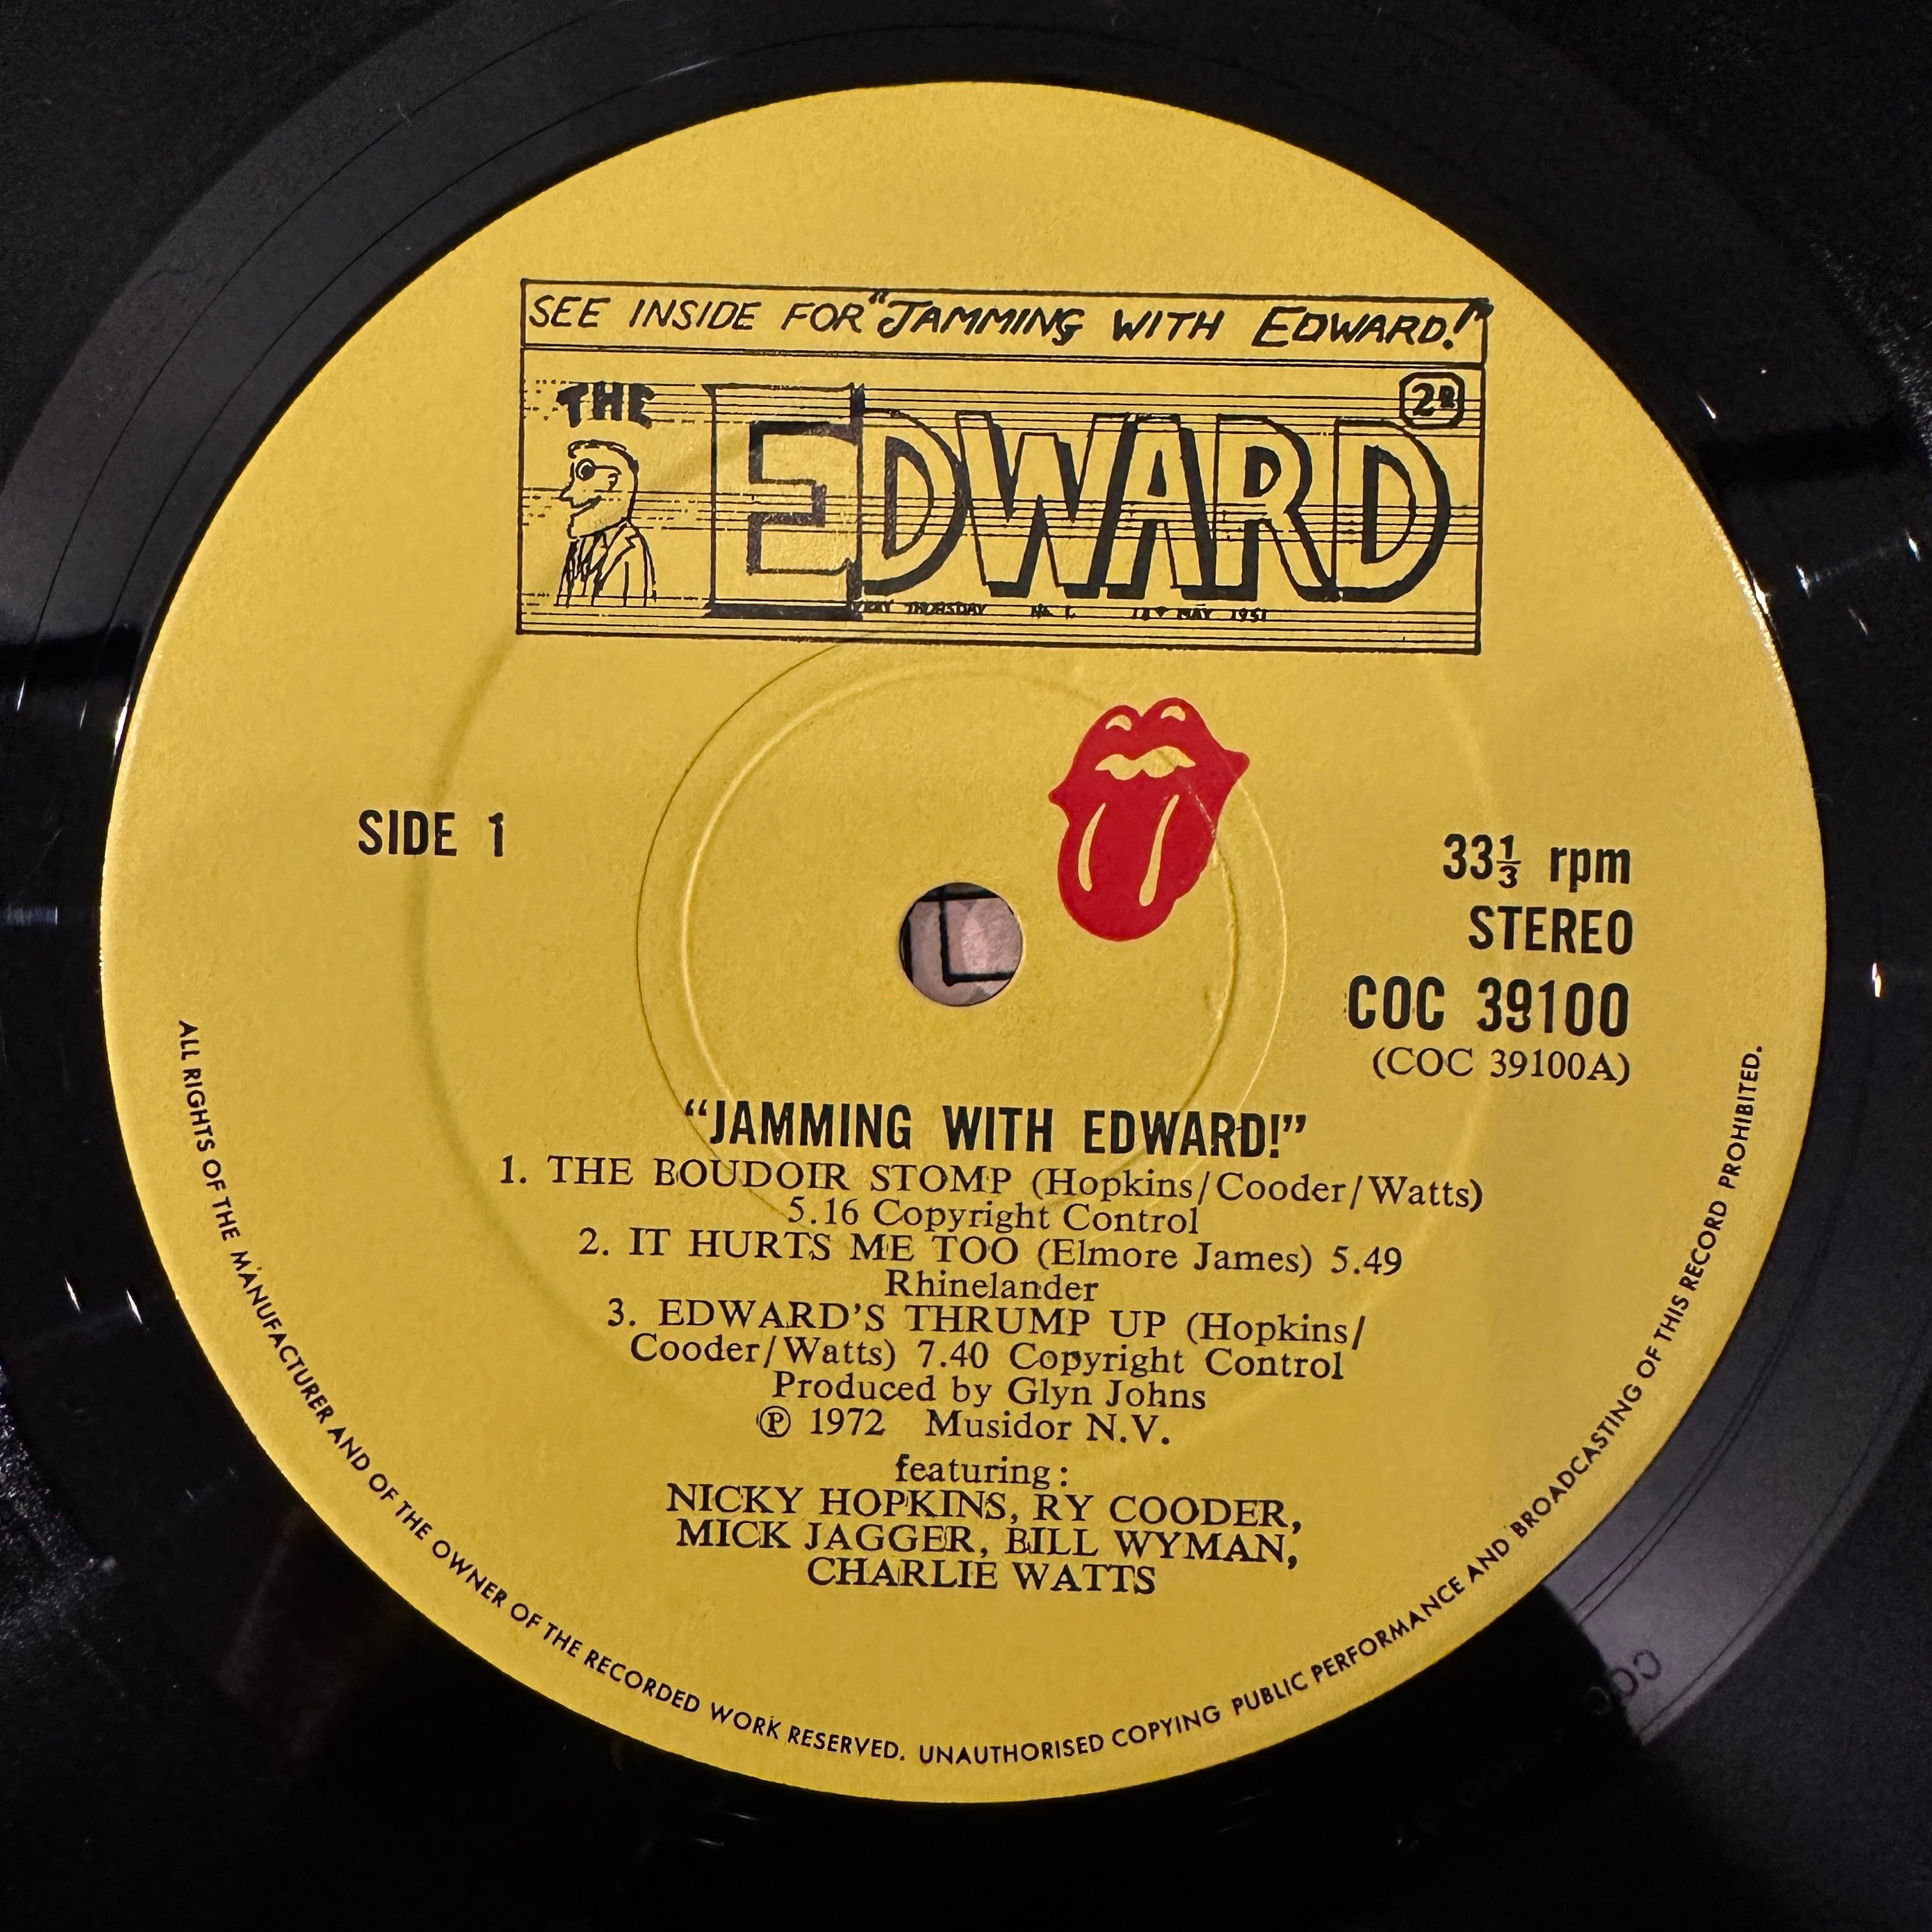 SEE INSIDE FOR "JAMMING WITH EDWARD!"
THE
2D
EDWARD
THURSDAY No 1. MAY 1951
SIDE 1
33⅓ rpm
STEREO
COC 39100
(COC 39100A)
“JAMMING WITH EDWARD!”
1. THE BOUDOIR STOMP (Hopkins/Cooder/Watts)
5.16 Copyright Control
2. IT HURTS ME TOO (Elmore James) 5.49
Rhinelander
3. EDWARD’S THRUMP UP (Hopkins/
Cooder/Watts) 7.40 Copyright Control
Produced by Glyn Johns
℗ 1972 Musidor N.V.
featuring:
NICKY HOPKINS, RY COODER,
MICK JAGGER, BILL WYMAN,
CHARLIE WATTS
ALL RIGHTS OF THE MANUFACTURER AND OF THE OWNER OF THE RECORDED WORK RESERVED. UNAUTHORISED COPYING PUBLIC PERFORMANCE AND BROADCASTING OF THIS RECORD PROHIBITED.